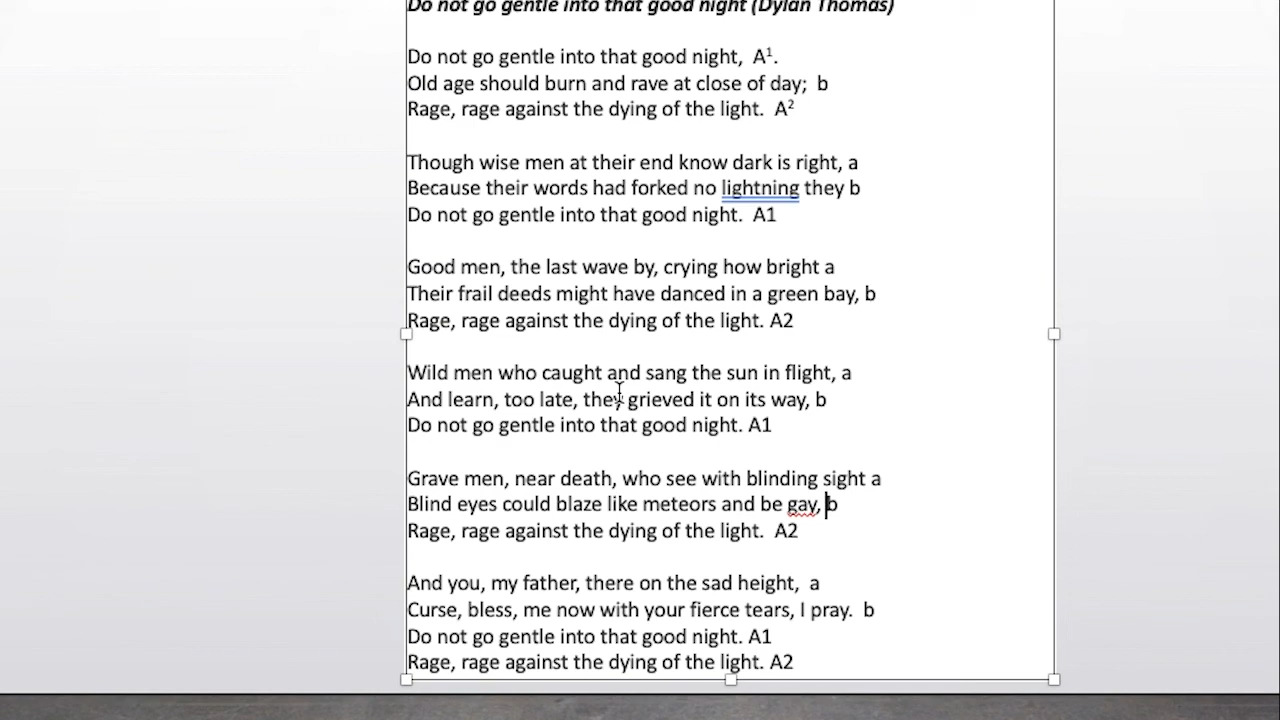 Do not go gentle into that good night (Dylan Thomas)
Do not go gentle into that good night,  A¹.
Old age should burn and rave at close of day;  b
Rage, rage against the dying of the light.  A²
Though wise men at their end know dark is right, a
Because their words had forked no lightning they b
Do not go gentle into that good night.  A1
Good men, the last wave by, crying how bright a
Their frail deeds might have danced in a green bay, b
Rage, rage against the dying of the light. A2
Wild men who caught and sang the sun in flight, a
And learn, too late, they grieved it on its way, b
Do not go gentle into that good night. A1
Grave men, near death, who see with blinding sight a
Blind eyes could blaze like meteors and be gay, b
Rage, rage against the dying of the light.  A2
And you, my father, there on the sad height,  a
Curse, bless, me now with your fierce tears, I pray.  b
Do not go gentle into that good night. A1
Rage, rage against the dying of the light. A2